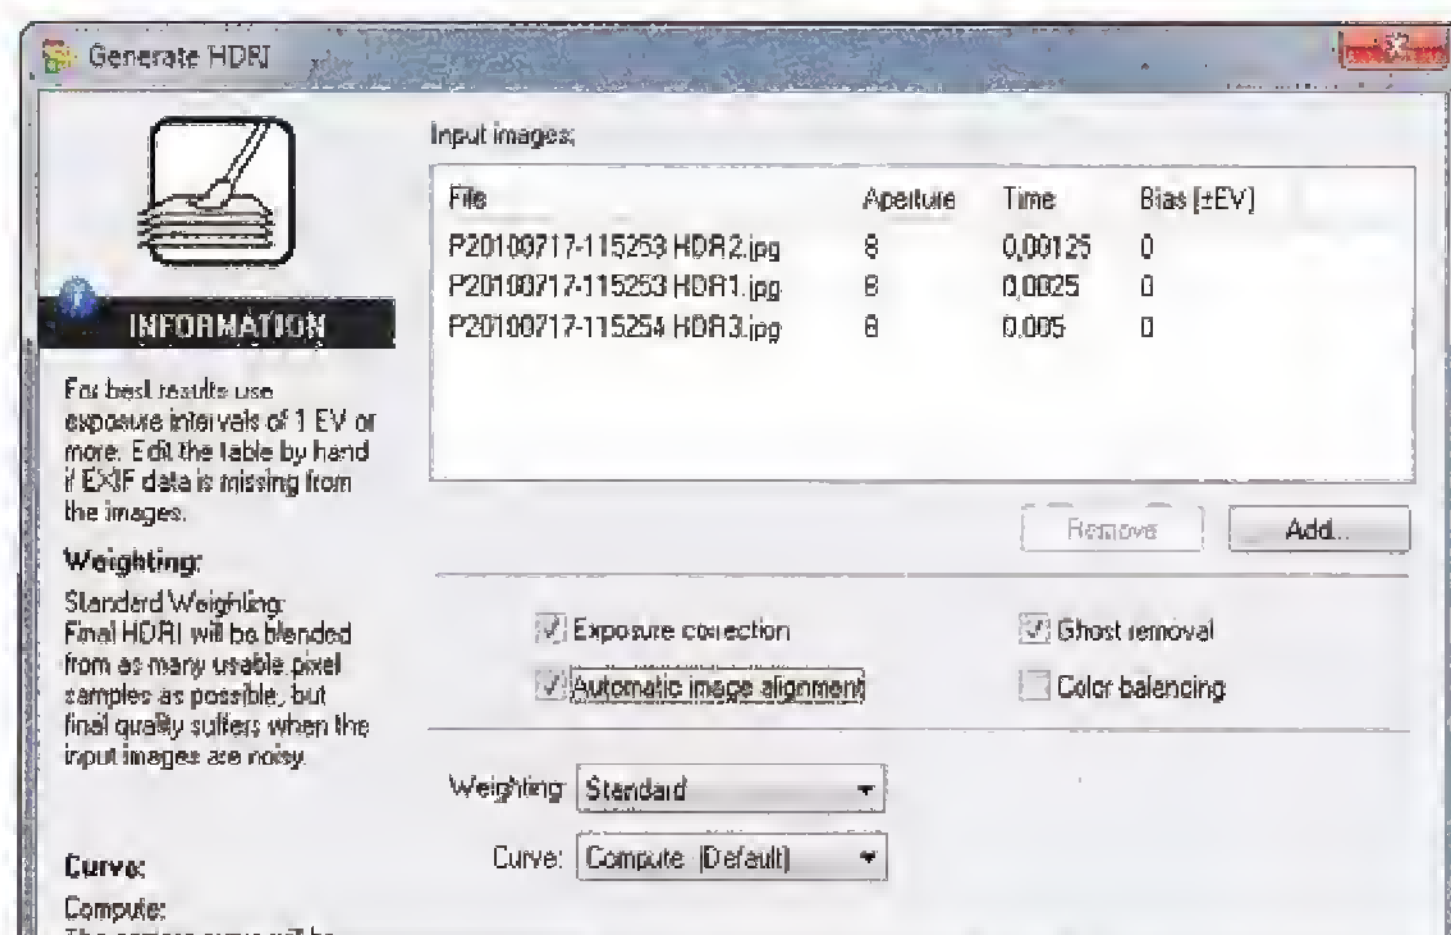 Generate HDRI
Input images:
File Aperture Time Bias [±EV]
P20100717-115253 HDR2.jpg 8 0,00125 0
P20100717-115253 HDR1.jpg 8 0,0025 0
P20100717-115254 HDR3.jpg 8 0,005 0
INFORMATION
For best results use
exposure intervals of 1 EV or
more. Edit the table by hand
if EXIF data is missing from
the images.
Remove Add...
Weighting:
Standard Weighting:
Final HDRI will be blended
from as many usable pixel
samples as possible, but
final quality suffers when the
input images are noisy.
Exposure correction Ghost removal
Automatic image alignment Color balancing
Weighting: Standard
Curve: Compute (Default)
Curve:
Compute: